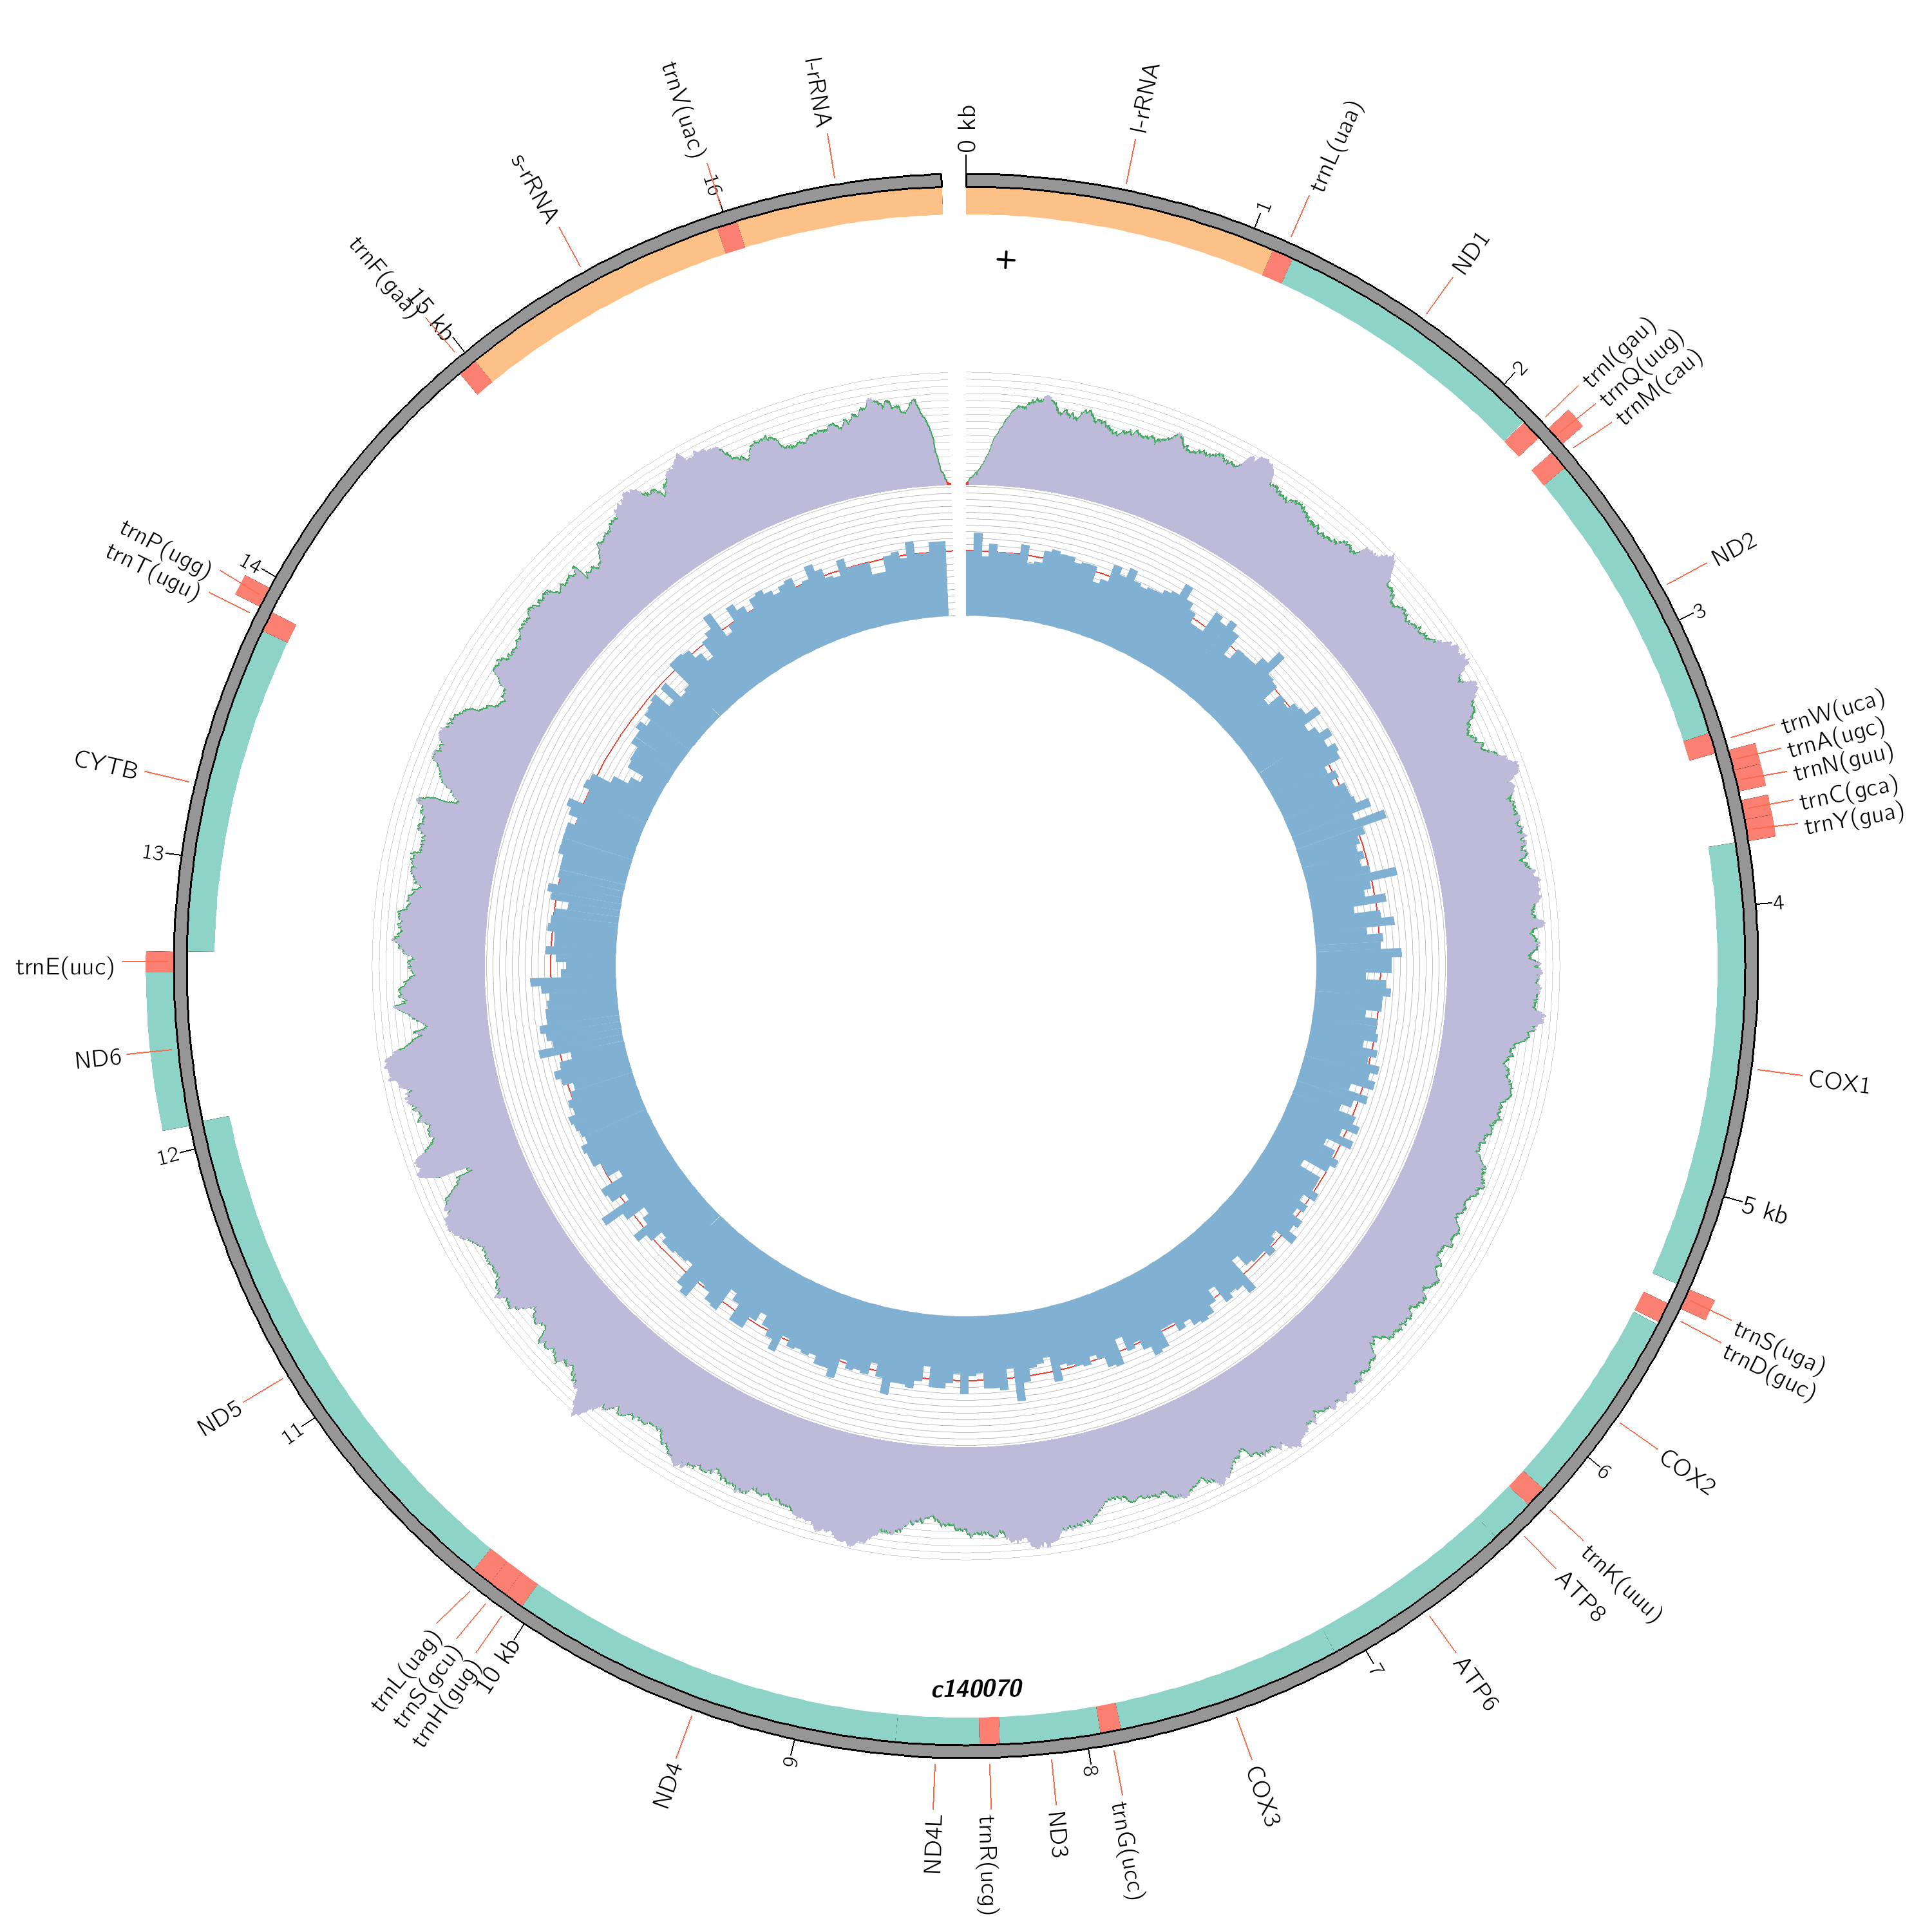 0 kb
l-rRNA
1
trnL(uaa)
ND1
2
trnI(gau)
trnQ(uug)
trnM(cau)
ND2
3
trnW(uca)
trnA(ugc)
trnN(guu)
trnC(gca)
trnY(gua)
4
COX1
5 kb
trnS(uga)
trnD(guc)
COX2
6
trnK(uuu)
ATP8
ATP6
7
COX3
8
trnG(ucc)
ND3
trnR(ucg)
ND4L
9
ND4
10 kb
trnH(gug)
trnS(gcu)
trnL(uag)
11
ND5
12
ND6
trnE(uuc)
13
CYTB
trnT(ugu)
trnP(ugg)
14
15 kb
trnF(gaa)
s-rRNA
16
trnV(uac)
l-rRNA
+
c140070